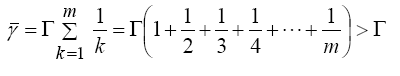 γ̄ = Γ ∑_{k=1}^{m} 1/k = Γ(1 + 1/2 + 1/3 + 1/4 + ⋯ + 1/m) > Γ